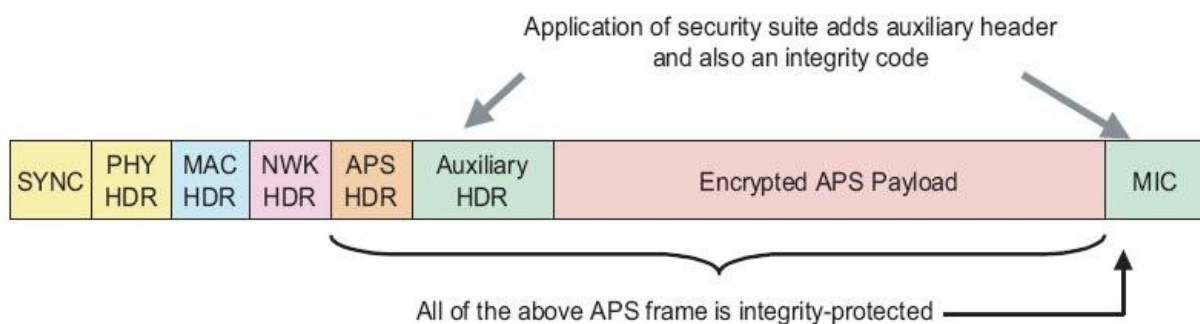 Application of security suite adds auxiliary header
and also an integrity code
SYNC
PHY
HDR
MAC
HDR
NWK
HDR
APS
HDR
Auxiliary
HDR
Encrypted APS Payload
MIC
All of the above APS frame is integrity-protected